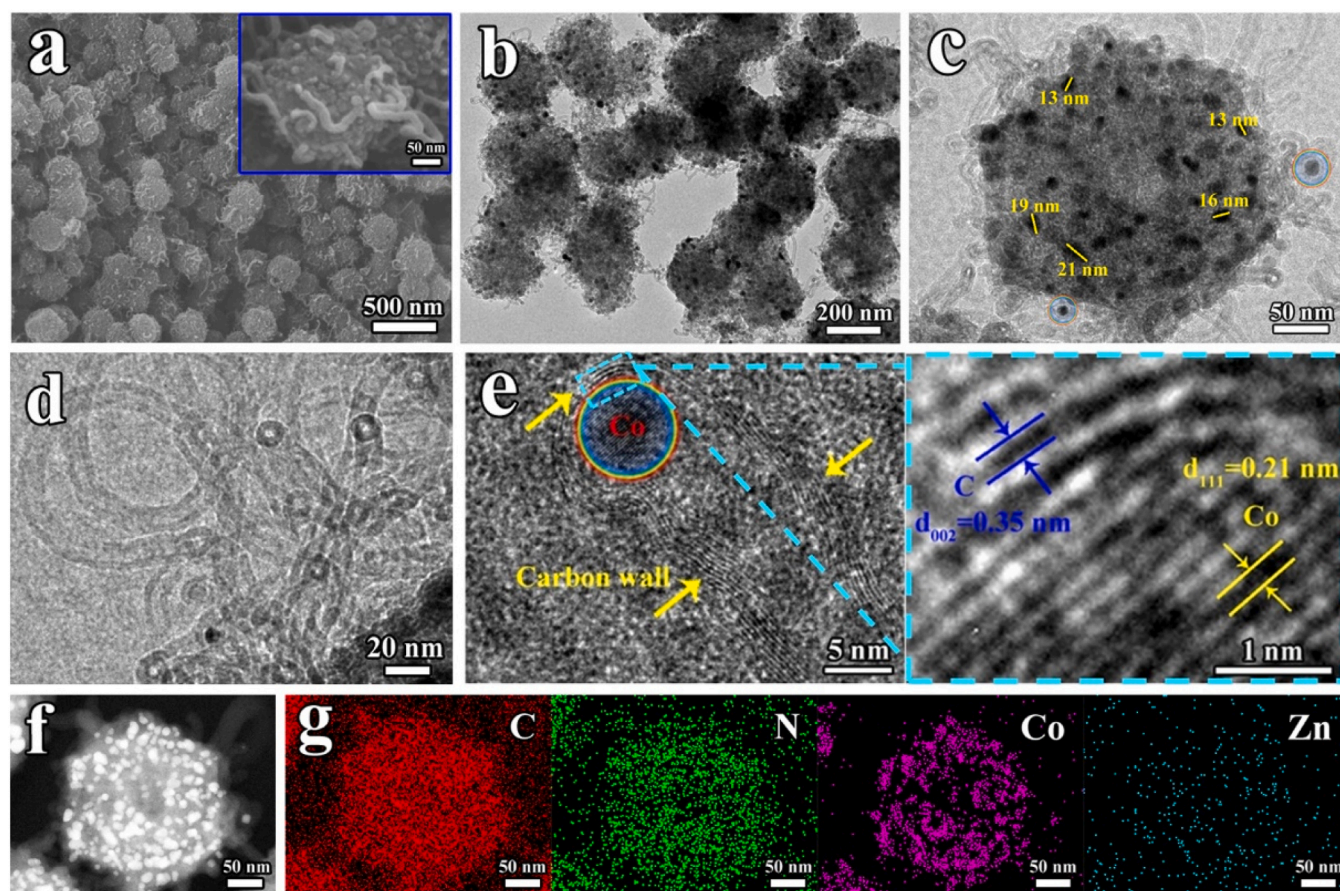 a
50 nm
500 nm
b
200 nm
c
13 nm
13 nm
19 nm
16 nm
21 nm
50 nm
d
20 nm
e
Co
Carbon wall
5 nm
C
d₀₀₂=0.35 nm
d₁₁₁=0.21 nm
Co
1 nm
f
50 nm
g
C
50 nm
N
50 nm
Co
50 nm
Zn
50 nm